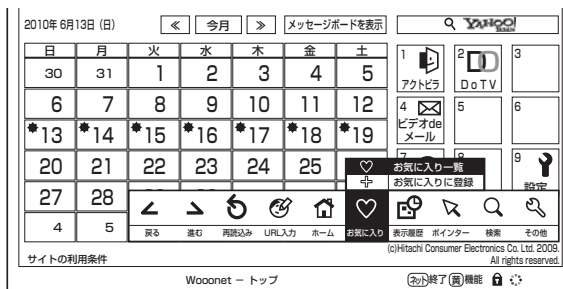 2010年 6月13日（日） ≪ 今月 ≫ メッセージボードを表示 YAHOO! JAPAN
日 月 火 水 木 金 土
30 31 1 2 3 4 5
6 7 8 9 10 11 12
13 14 15 16 17 18 19
20 21 22 23 24 25
27 28
4 5
1 アクトビラ
2 DoTV
3
4 ビデオde
メール
5
6
7
8
9 設定
お気に入り一覧
お気に入りに登録
戻る 進む 再読込み URL入力 ホーム お気に入り 表示履歴 ポインター 検索 その他
(c)Hitachi Consumer Electronics Co. Ltd. 2009.
All rights reserved.
サイトの利用条件
Wooonet － トップ ネット終了 黄機能